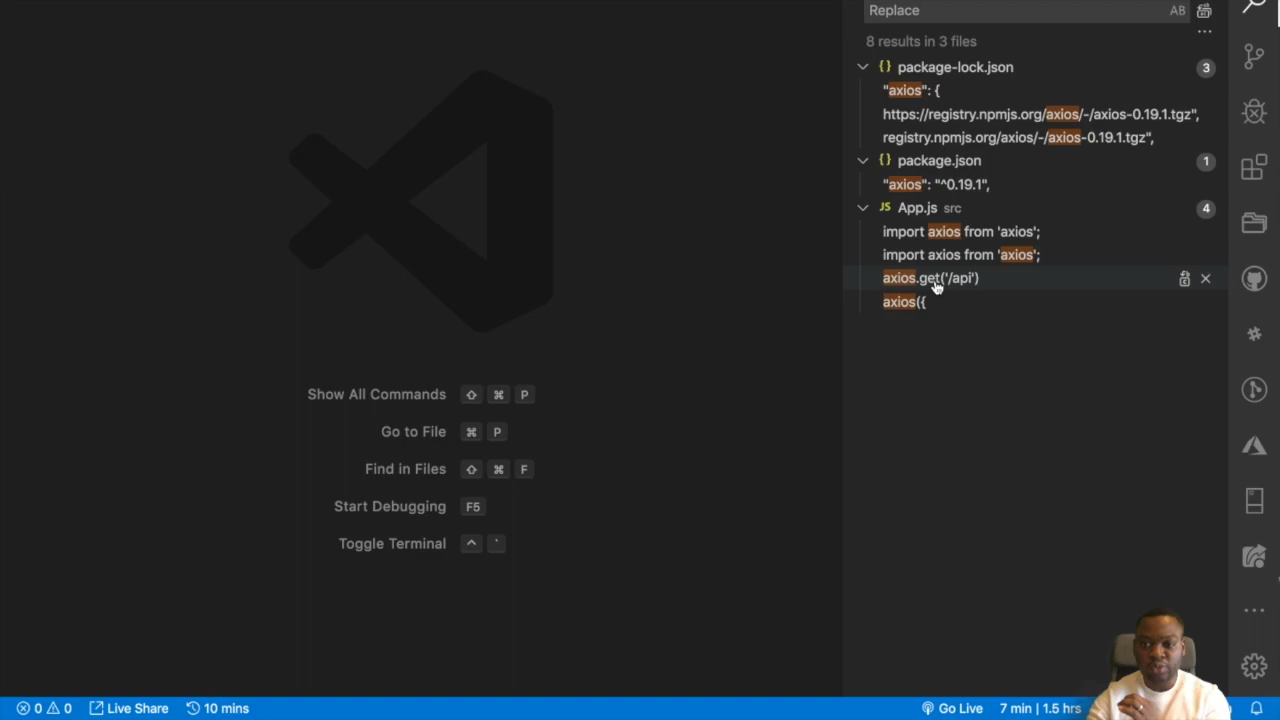 Replace
AB
8 results in 3 files
package-lock.json
3
"axios": {
https://registry.npmjs.org/axios/-/axios-0.19.1.tgz",
registry.npmjs.org/axios/-/axios-0.19.1.tgz",
package.json
1
"axios": "^0.19.1",
JS App.js src
4
import axios from 'axios';
import axios from 'axios';
axios.get('/api')
axios({
Show All Commands ⇧ ⌘ P
Go to File ⌘ P
Find in Files ⇧ ⌘ F
Start Debugging F5
Toggle Terminal ^ `
0 0 Live Share 10 mins Go Live 7 min | 1.5 hrs